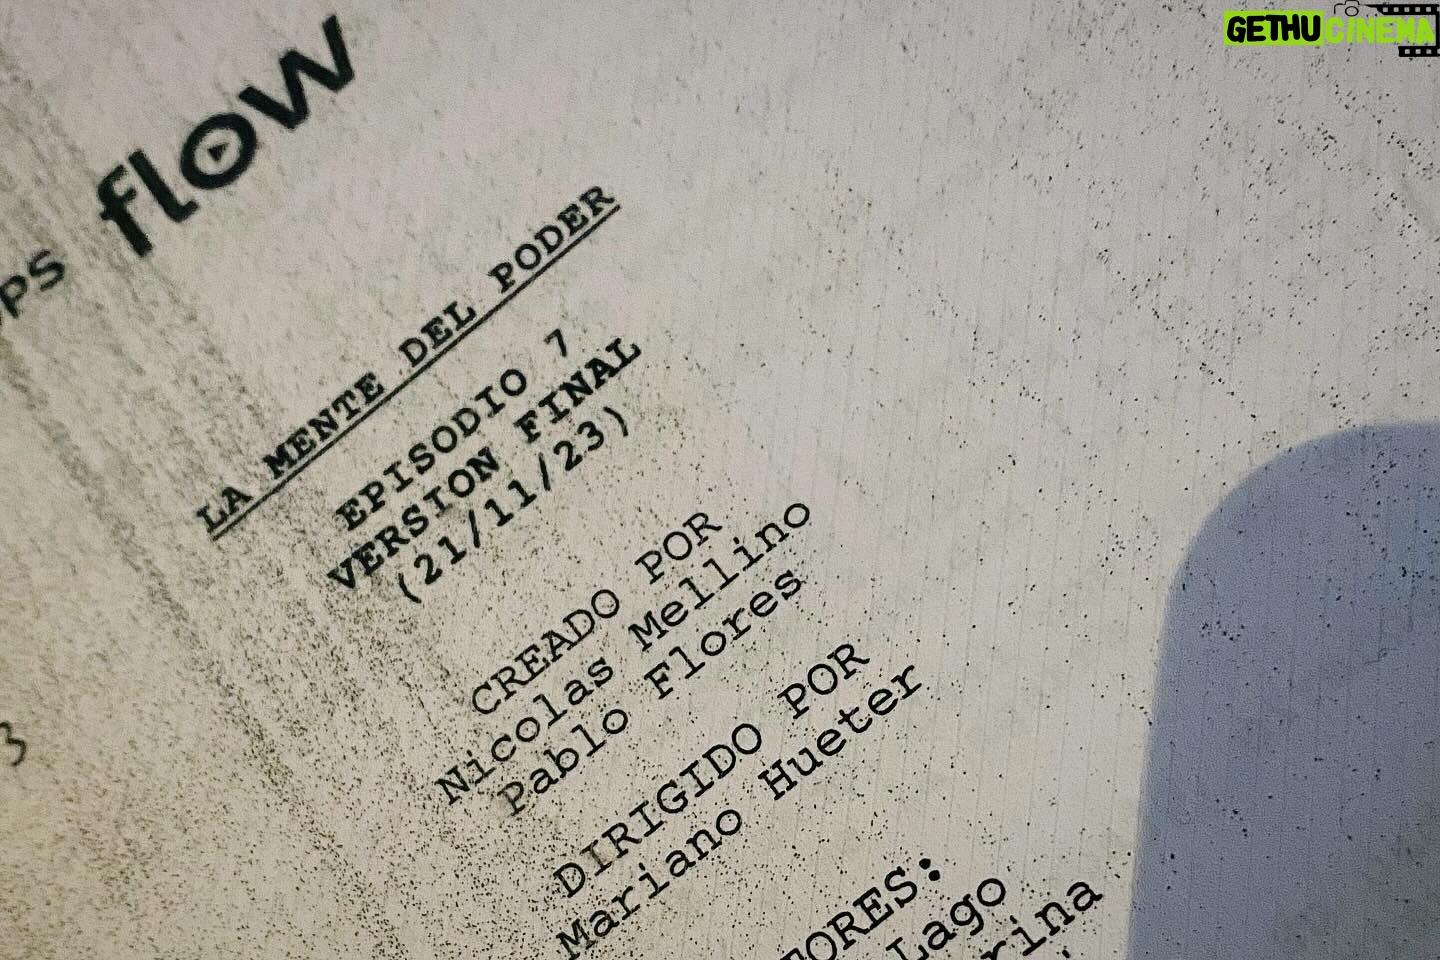 GETHU CINEMA
flow
LA MENTE DEL PODER
EPISODIO 7
VERSION FINAL
(21/11/23)
CREADO POR
Nicolas Mellino
Pablo Flores
DIRIGIDO POR
Mariano Hueter
Lago